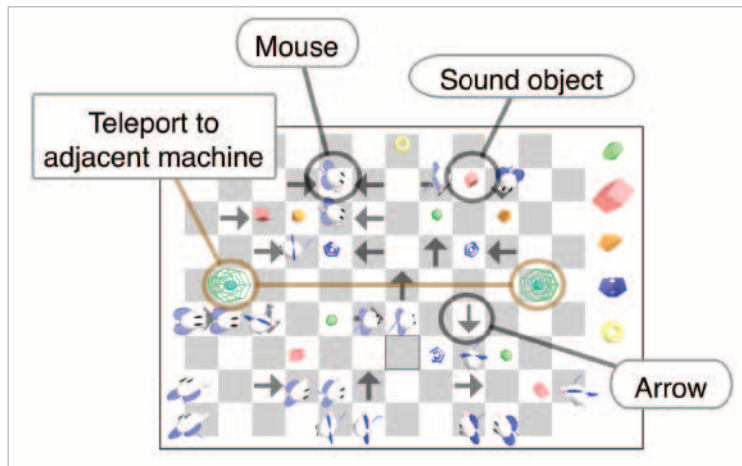 Mouse
Sound object
Teleport to
adjacent machine
Arrow